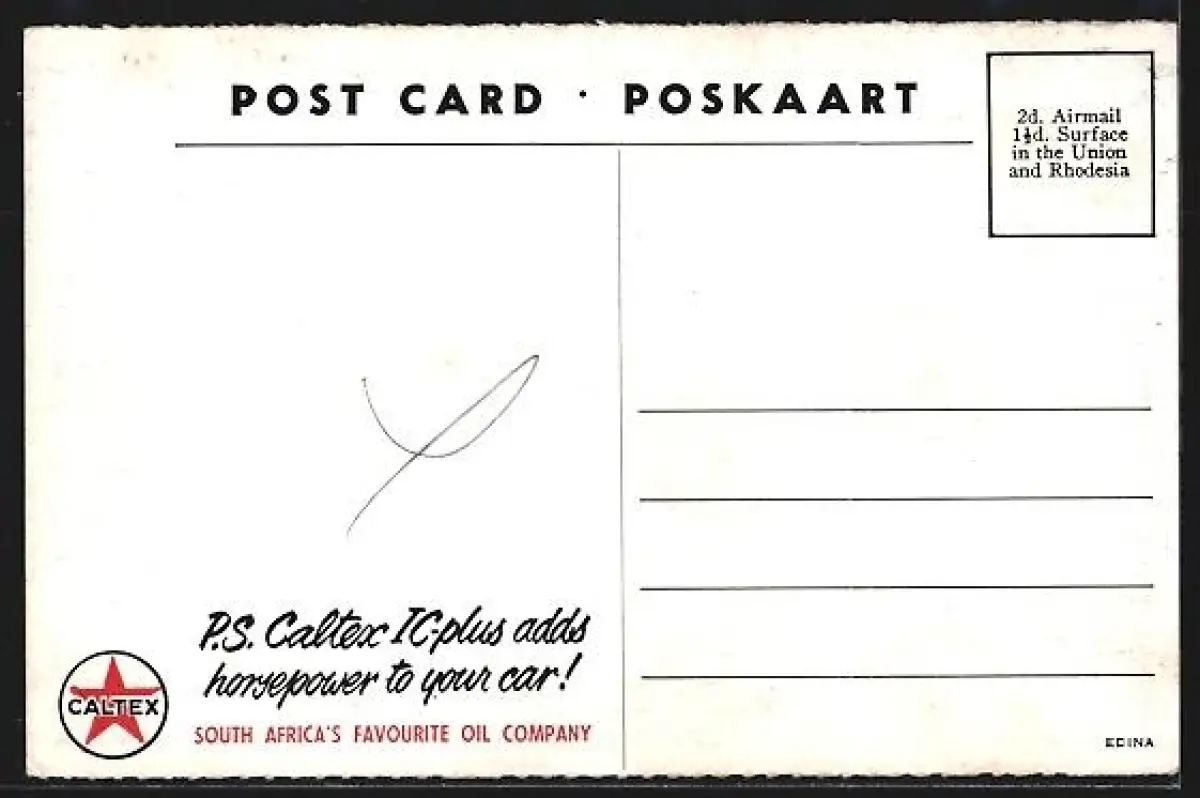 POST CARD · POSKAART
2d. Airmail
1½d. Surface
in the Union
and Rhodesia
P.S. Caltex IC-plus adds
horsepower to your car!
CALTEX
SOUTH AFRICA'S FAVOURITE OIL COMPANY
EDINA